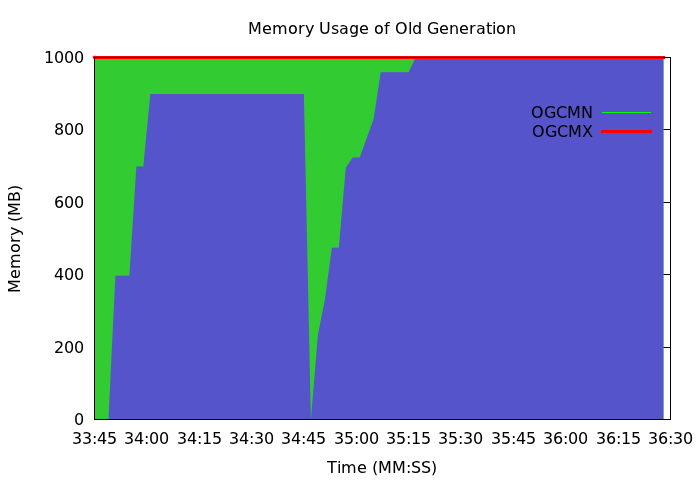 Memory Usage of Old Generation
1000
800
600
400
200
0
Memory (MB)
OGCMN
OGCMX
33:45 34:00 34:15 34:30 34:45 35:00 35:15 35:30 35:45 36:00 36:15 36:30
Time (MM:SS)